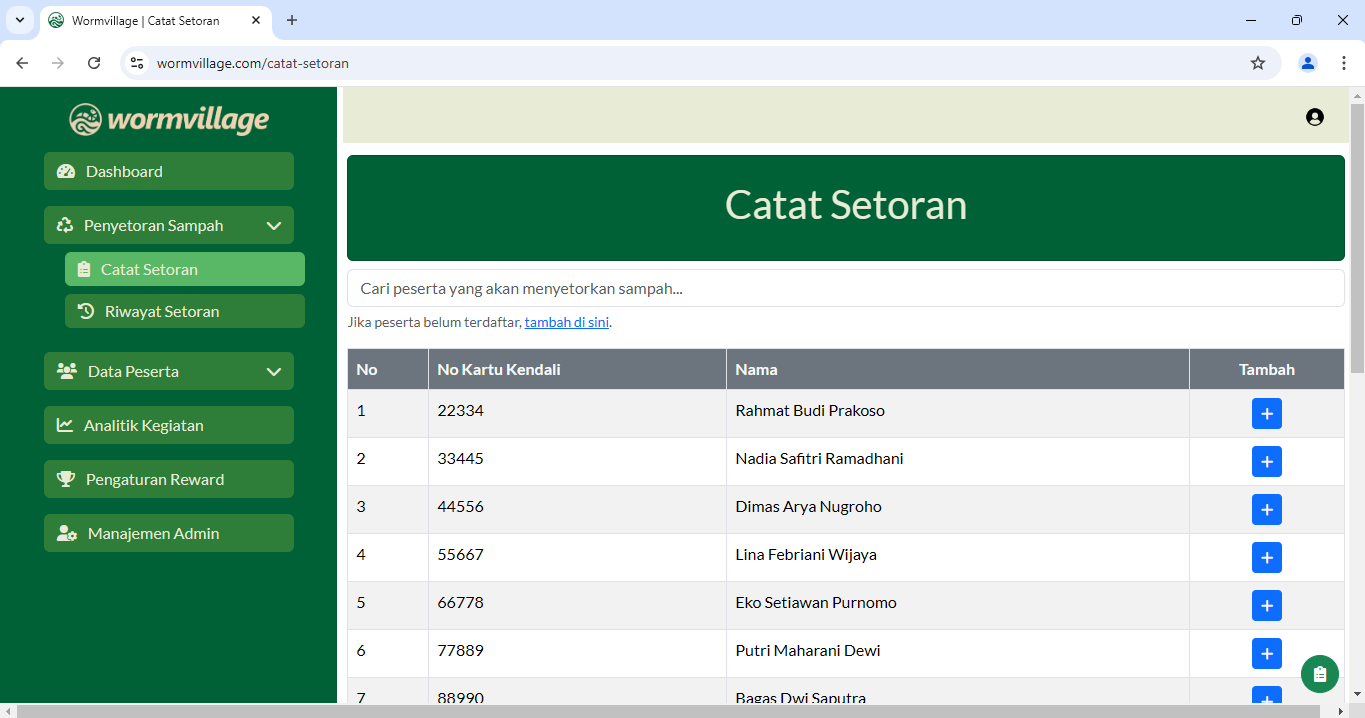 Wormvillage | Catat Setoran
wormvillage.com/catat-setoran
wormvillage
Dashboard
Penyetoran Sampah
Catat Setoran
Riwayat Setoran
Data Peserta
Analitik Kegiatan
Pengaturan Reward
Manajemen Admin
Catat Setoran
Cari peserta yang akan menyetorkan sampah...
Jika peserta belum terdaftar, tambah di sini.
No No Kartu Kendali Nama Tambah
1 22334 Rahmat Budi Prakoso +
2 33445 Nadia Safitri Ramadhani +
3 44556 Dimas Arya Nugroho +
4 55667 Lina Febriani Wijaya +
5 66778 Eko Setiawan Purnomo +
6 77889 Putri Maharani Dewi +
7 88990 Bagas Dwi Saputra +